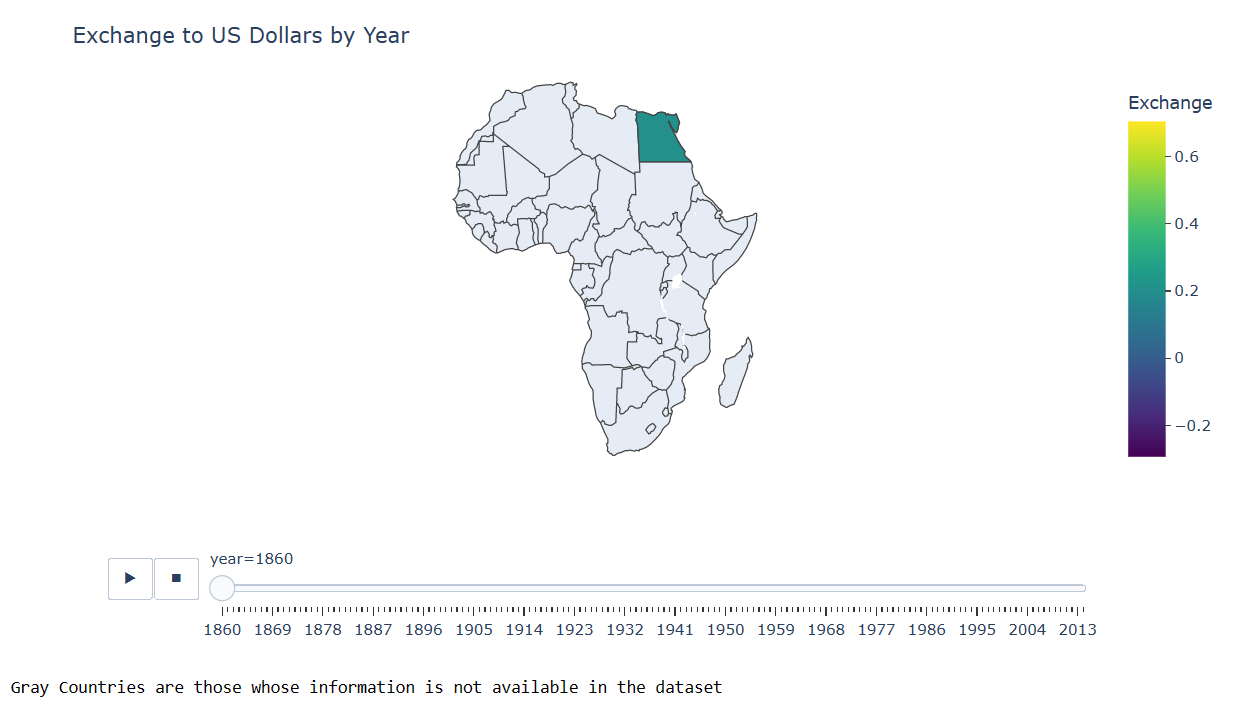 Exchange to US Dollars by Year
Exchange
0.6
0.4
0.2
0
−0.2
year=1860
1860 1869 1878 1887 1896 1905 1914 1923 1932 1941 1950 1959 1968 1977 1986 1995 2004 2013
Gray Countries are those whose information is not available in the dataset